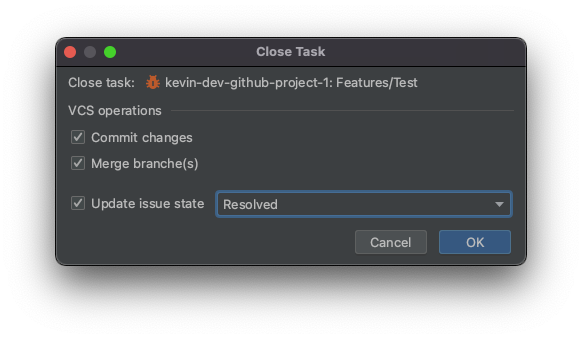 Close Task
Close task: kevin-dev-github-project-1: Features/Test
VCS operations
Commit changes
Merge branche(s)
Update issue state Resolved
Cancel OK